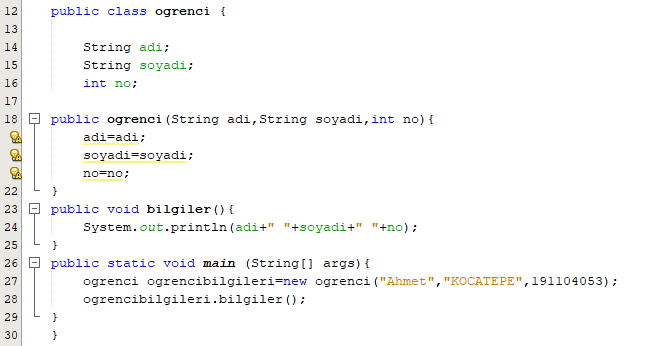 12 public class ogrenci {
13
14 String adi;
15 String soyadi;
16 int no;
17
18 public ogrenci(String adi,String soyadi,int no){
adi=adi;
soyadi=soyadi;
no=no;
22 }
23 public void bilgiler(){
24 System.out.println(adi+" "+soyadi+" "+no);
25 }
26 public static void main (String[] args){
27 ogrenci ogrencibilgileri=new ogrenci("Ahmet","KOCATEPE",191104053);
28 ogrencibilgileri.bilgiler();
29 }
30 }